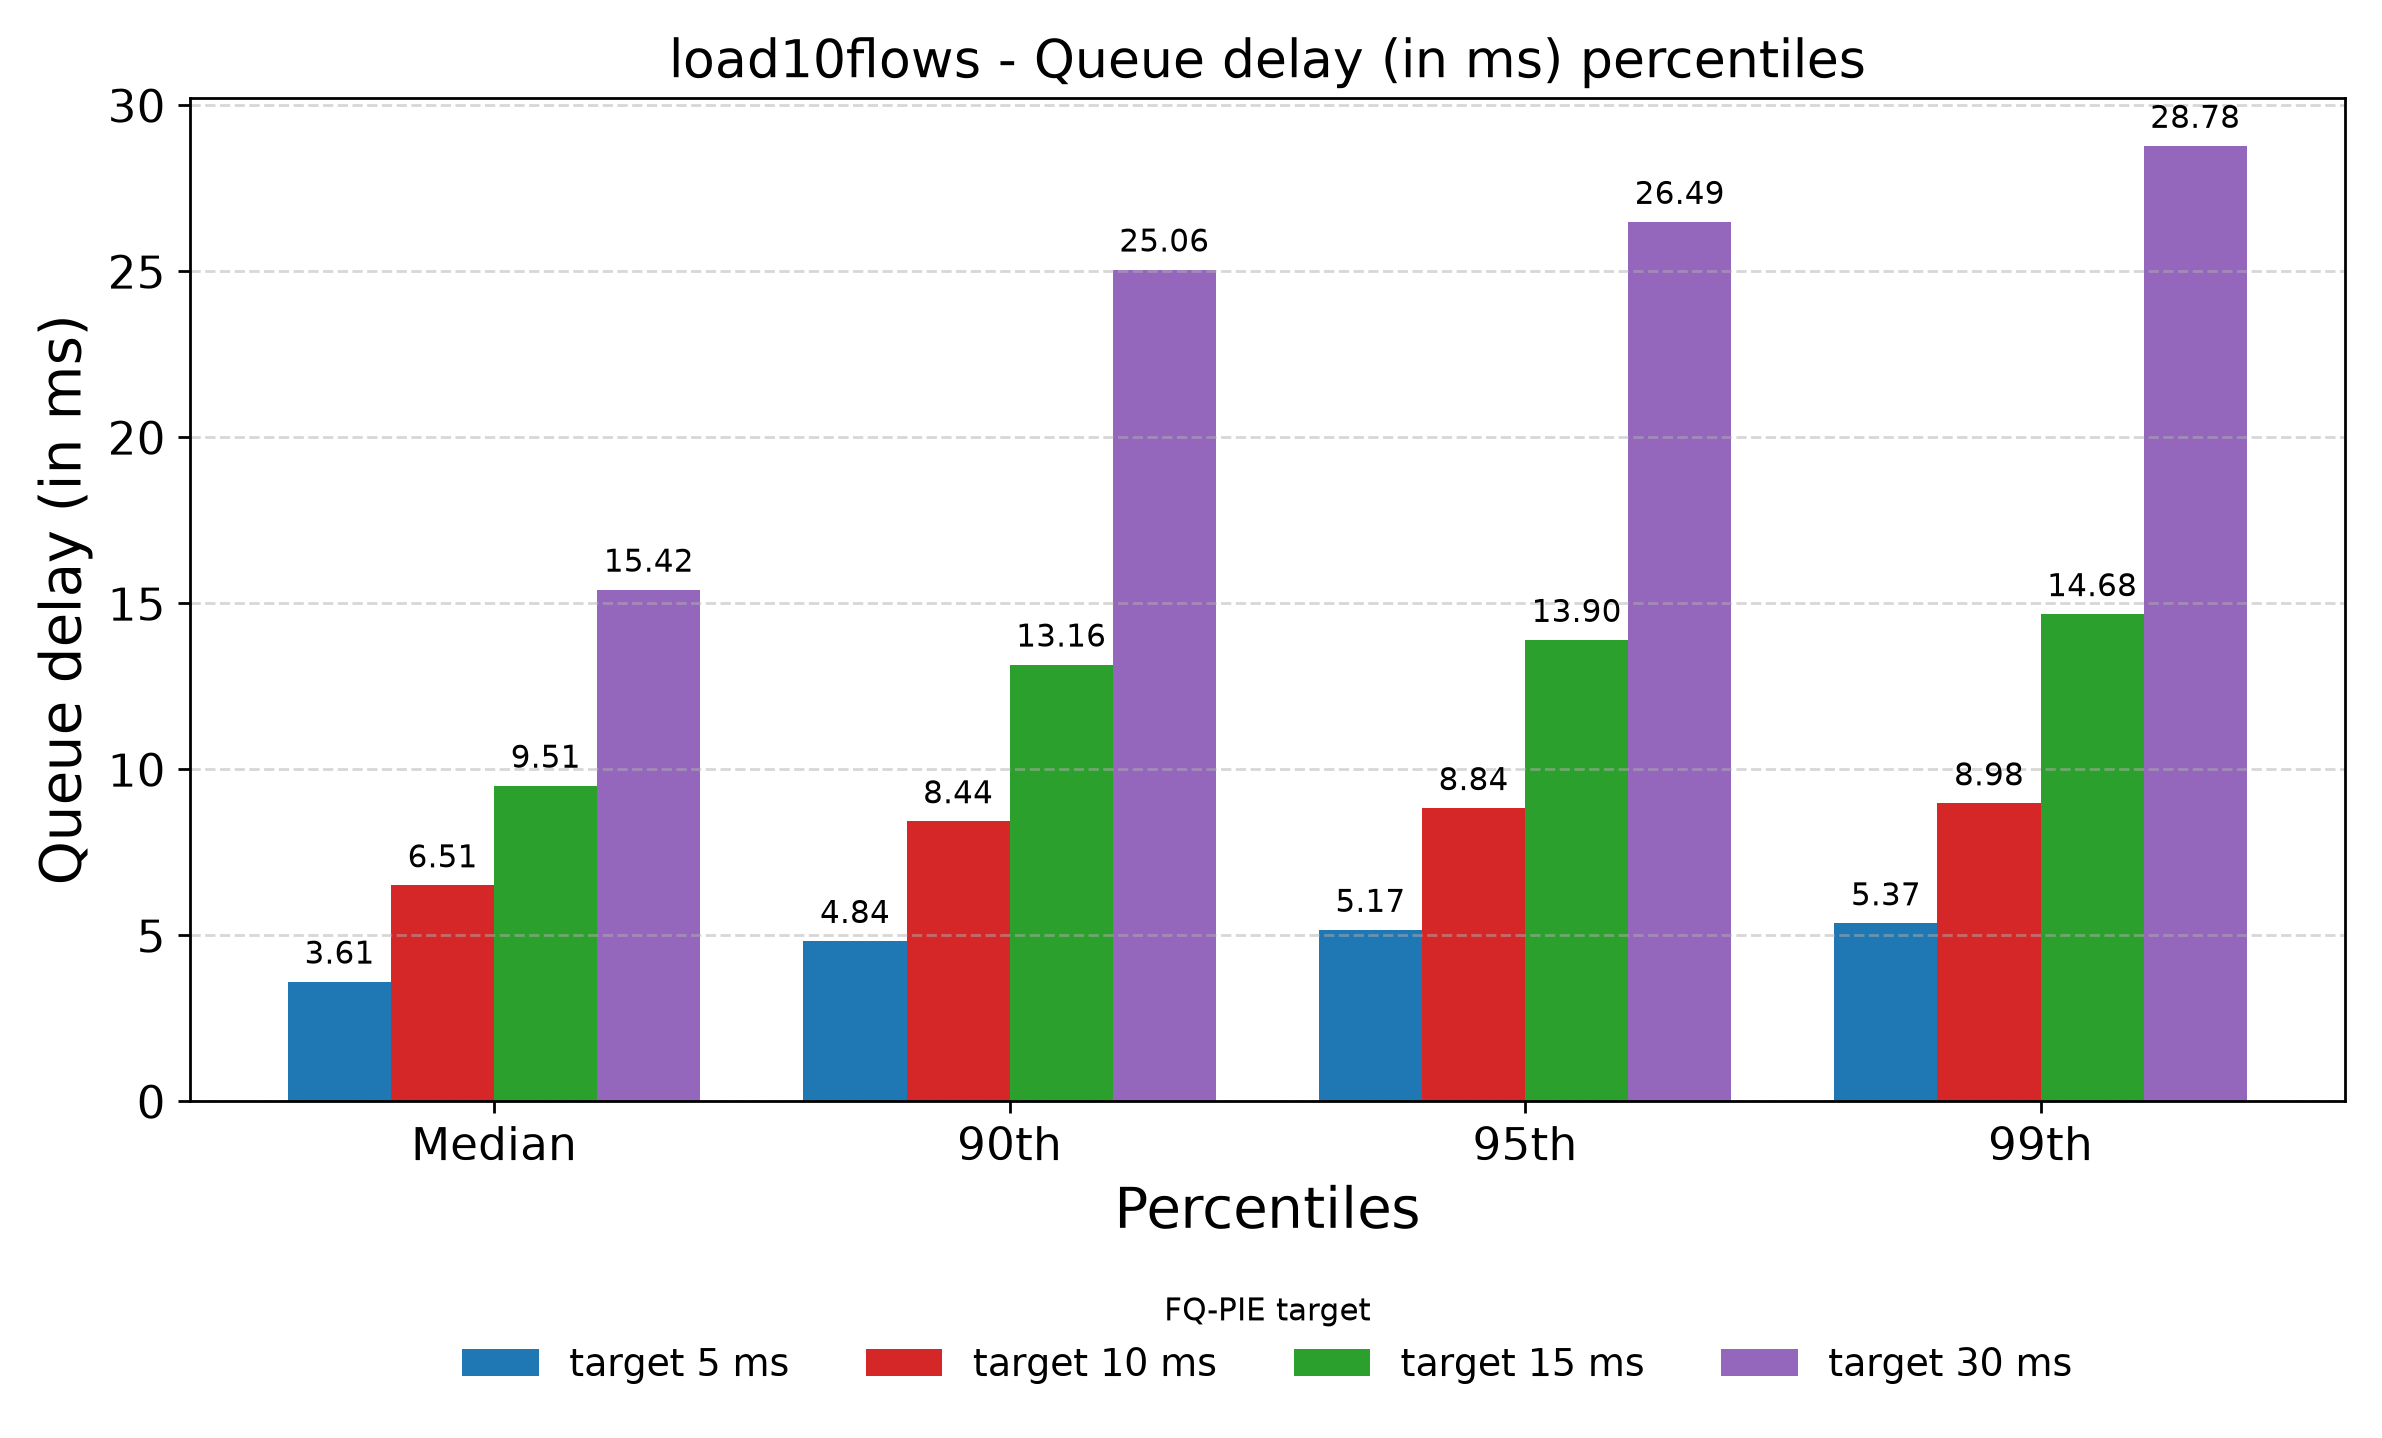 load10flows - Queue delay (in ms) percentiles
Queue delay (in ms)
30
25
20
15
10
5
0
3.61
6.51
9.51
15.42
4.84
8.44
13.16
25.06
5.17
8.84
13.90
26.49
5.37
8.98
14.68
28.78
Median
90th
95th
99th
Percentiles
FQ-PIE target
target 5 ms
target 10 ms
target 15 ms
target 30 ms